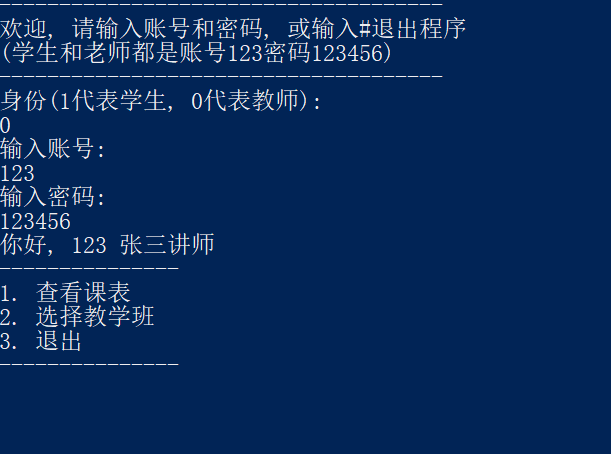 -------------------------------------
欢迎, 请输入账号和密码, 或输入#退出程序
(学生和老师都是账号123密码123456)
-------------------------------------
身份(1代表学生, 0代表教师):
0
输入账号:
123
输入密码:
123456
你好, 123 张三讲师
---------------
1. 查看课表
2. 选择教学班
3. 退出
---------------